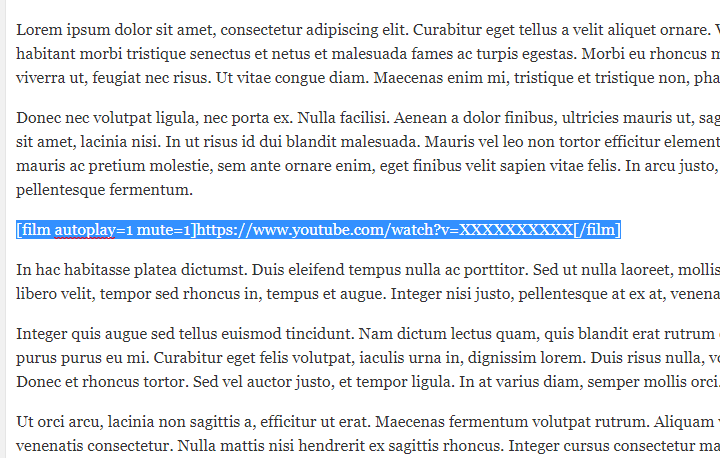 Lorem ipsum dolor sit amet, consectetur adipiscing elit. Curabitur eget tellus a velit aliquet ornare.
habitant morbi tristique senectus et netus et malesuada fames ac turpis egestas. Morbi eu rhoncus
viverra ut, feugiat nec risus. Ut vitae congue diam. Maecenas enim mi, tristique et tristique non,
Donec nec volutpat ligula, nec porta ex. Nulla facilisi. Aenean a dolor finibus, ultricies mauris ut,
sit amet, lacinia nisi. In ut risus id dui blandit malesuada. Mauris vel leo non tortor efficitur
mauris ac pretium molestie, sem ante ornare enim, eget finibus velit sapien vitae felis. In arcu justo,
pellentesque fermentum.
[film autoplay=1 mute=1]https://www.youtube.com/watch?v=XXXXXXXXXX[/film]
In hac habitasse platea dictumst. Duis eleifend tempus nulla ac porttitor. Sed ut nulla laoreet,
libero velit, tempor sed rhoncus in, tempus et augue. Integer nisi justo, pellentesque at ex at,
Integer quis augue sed tellus euismod tincidunt. Nam dictum lectus quam, quis blandit erat rutrum
purus purus eu mi. Curabitur eget felis volutpat, iaculis urna in, dignissim lorem. Duis risus nulla,
Donec et rhoncus tortor. Sed vel auctor justo, et tempor ligula. In at varius diam, semper mollis orci.
Ut orci arcu, lacinia non sagittis a, efficitur ut erat. Maecenas fermentum volutpat rutrum. Aliquam
venenatis consectetur. Nulla mattis nisi hendrerit ex sagittis rhoncus. Integer cursus consectetur